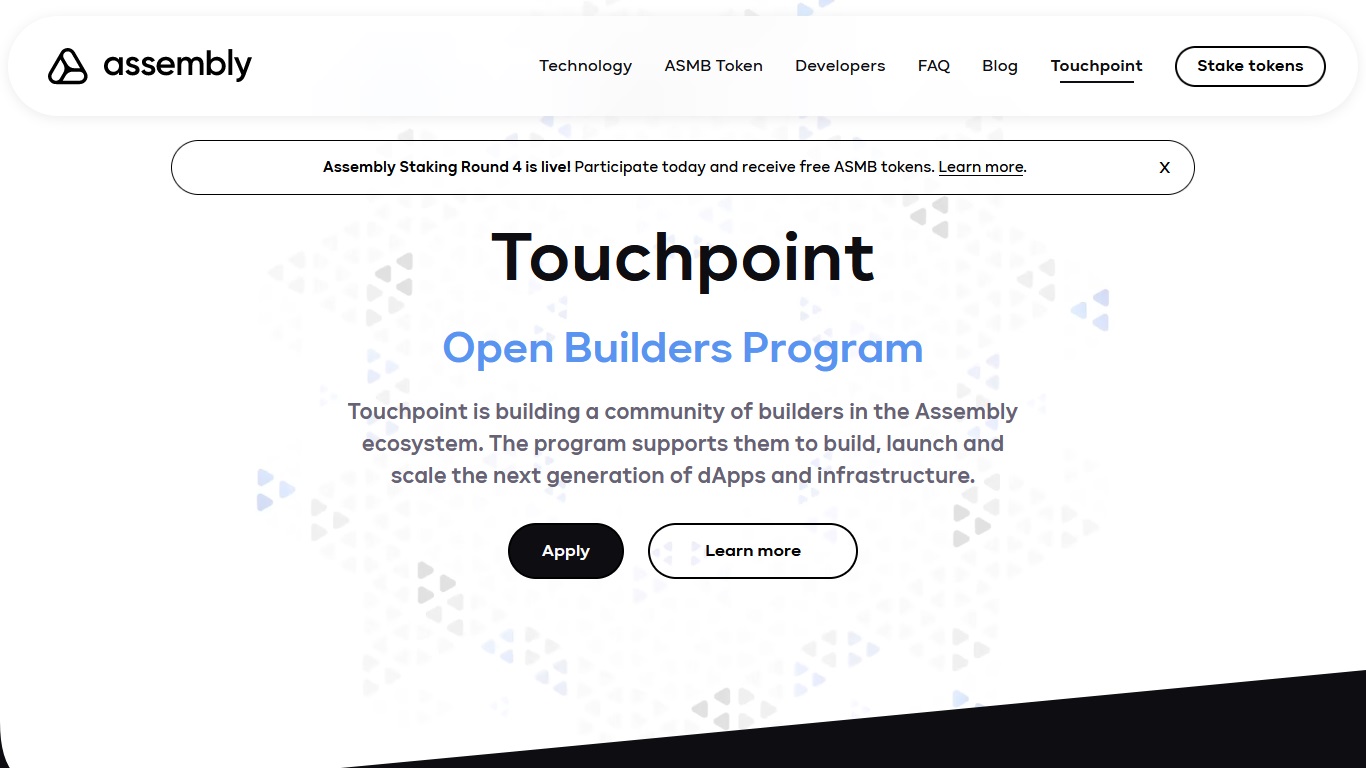 assembly
Technology
ASMB Token
Developers
FAQ
Blog
Touchpoint
Stake tokens
Assembly Staking Round 4 is live! Participate today and receive free ASMB tokens. Learn more.
X
Touchpoint
Open Builders Program
Touchpoint is building a community of builders in the Assembly
ecosystem. The program supports them to build, launch and
scale the next generation of dApps and infrastructure.
Apply
Learn more